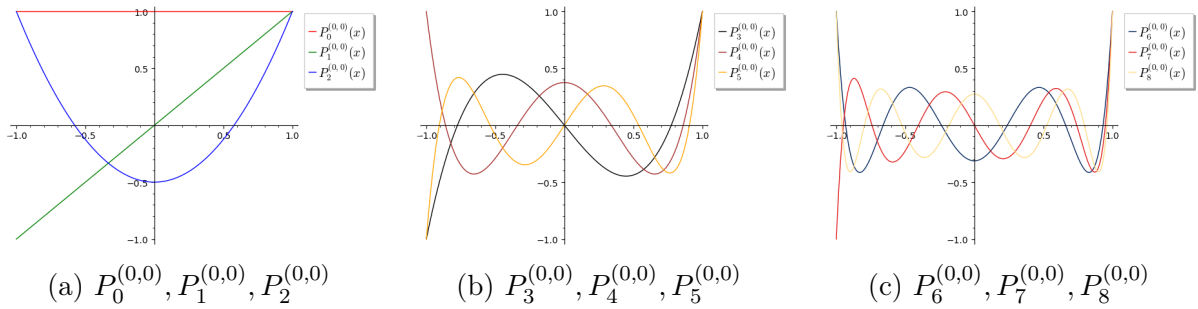 1.0
0.5
−0.5
−1.0
−1.0
−0.5
0.5
1.0
P_0^{(0, 0)}(x)
P_1^{(0, 0)}(x)
P_2^{(0, 0)}(x)
(a) P_0^{(0,0)}, P_1^{(0,0)}, P_2^{(0,0)}
1.0
0.5
−0.5
−1.0
−1.0
−0.5
0.5
1.0
P_3^{(0, 0)}(x)
P_4^{(0, 0)}(x)
P_5^{(0, 0)}(x)
(b) P_3^{(0,0)}, P_4^{(0,0)}, P_5^{(0,0)}
1.0
0.5
−0.5
−1.0
−1.0
−0.5
0.5
1.0
P_6^{(0, 0)}(x)
P_7^{(0, 0)}(x)
P_8^{(0, 0)}(x)
(c) P_6^{(0,0)}, P_7^{(0,0)}, P_8^{(0,0)}